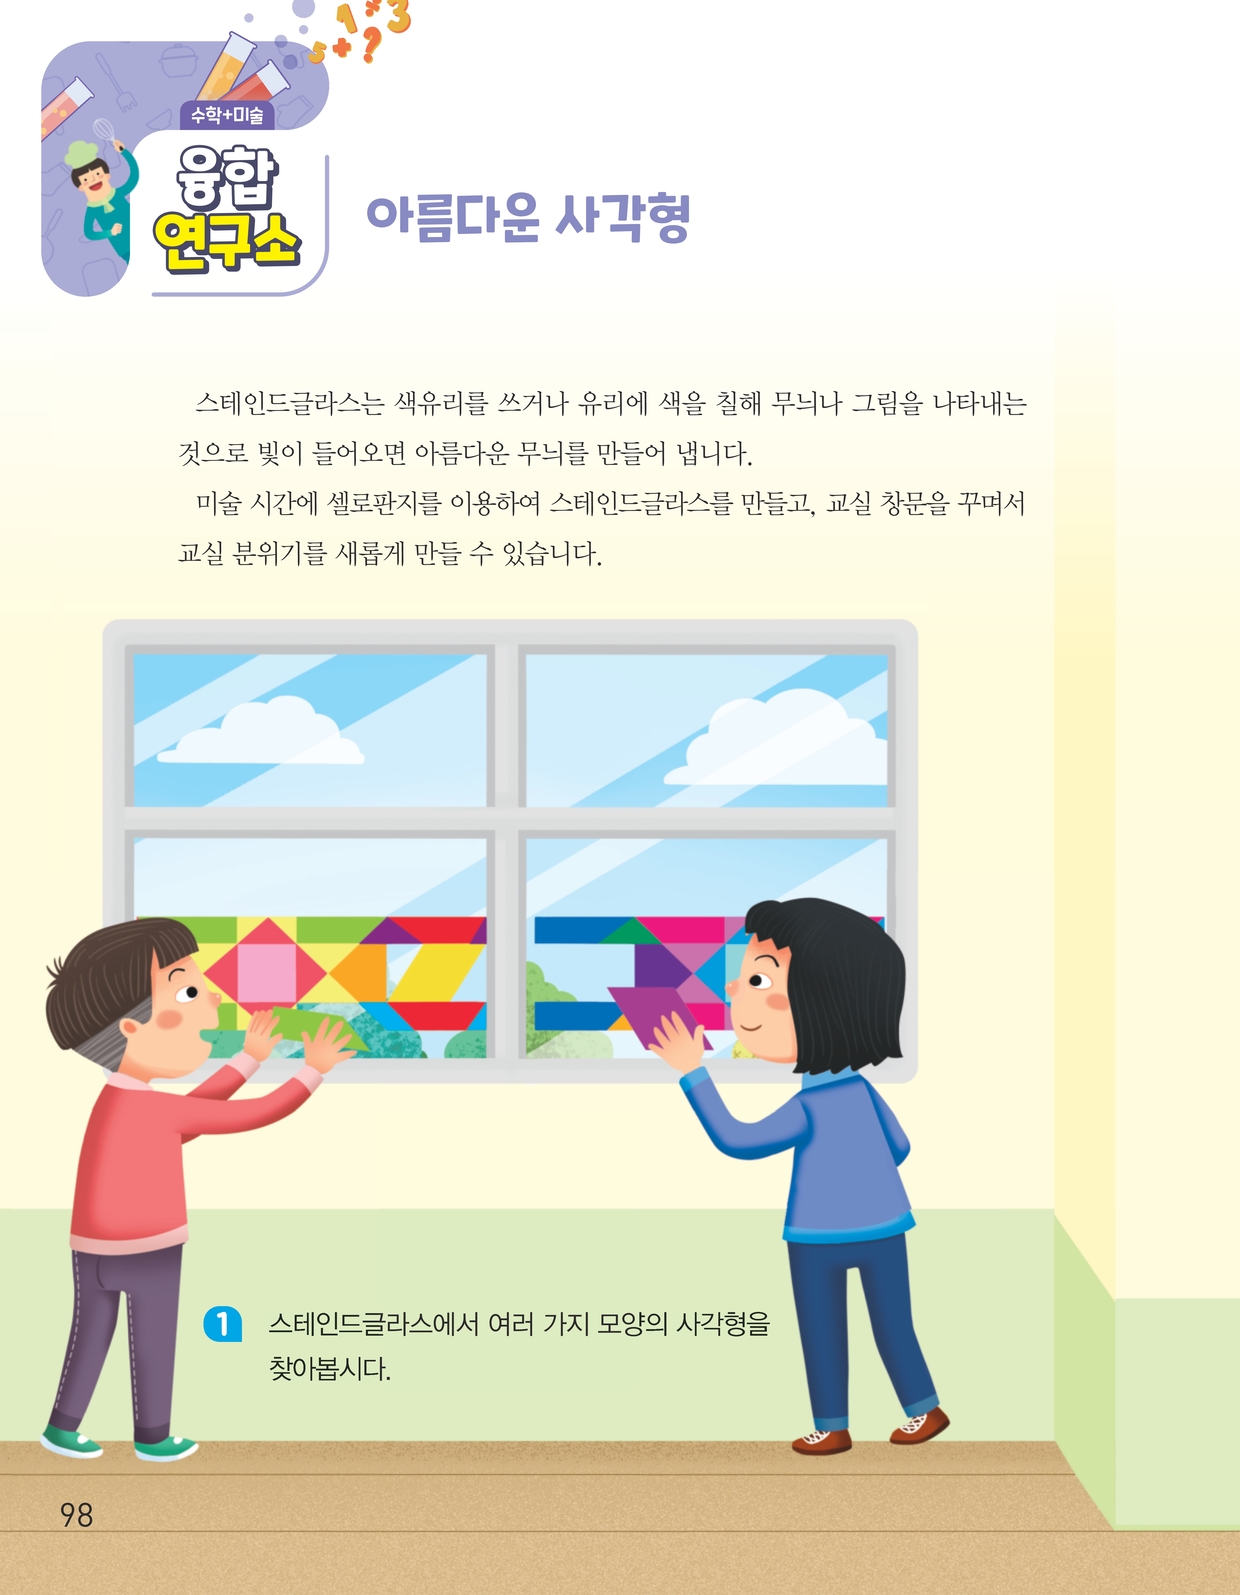 1 × 3
5 + ?
수학+미술
융합
연구소
아름다운 사각형
스테인드글라스는 색유리를 쓰거나 유리에 색을 칠해 무늬나 그림을 나타내는
것으로 빛이 들어오면 아름다운 무늬를 만들어 냅니다.
미술 시간에 셀로판지를 이용하여 스테인드글라스를 만들고, 교실 창문을 꾸며서
교실 분위기를 새롭게 만들 수 있습니다.
1 스테인드글라스에서 여러 가지 모양의 사각형을
찾아봅시다.
98